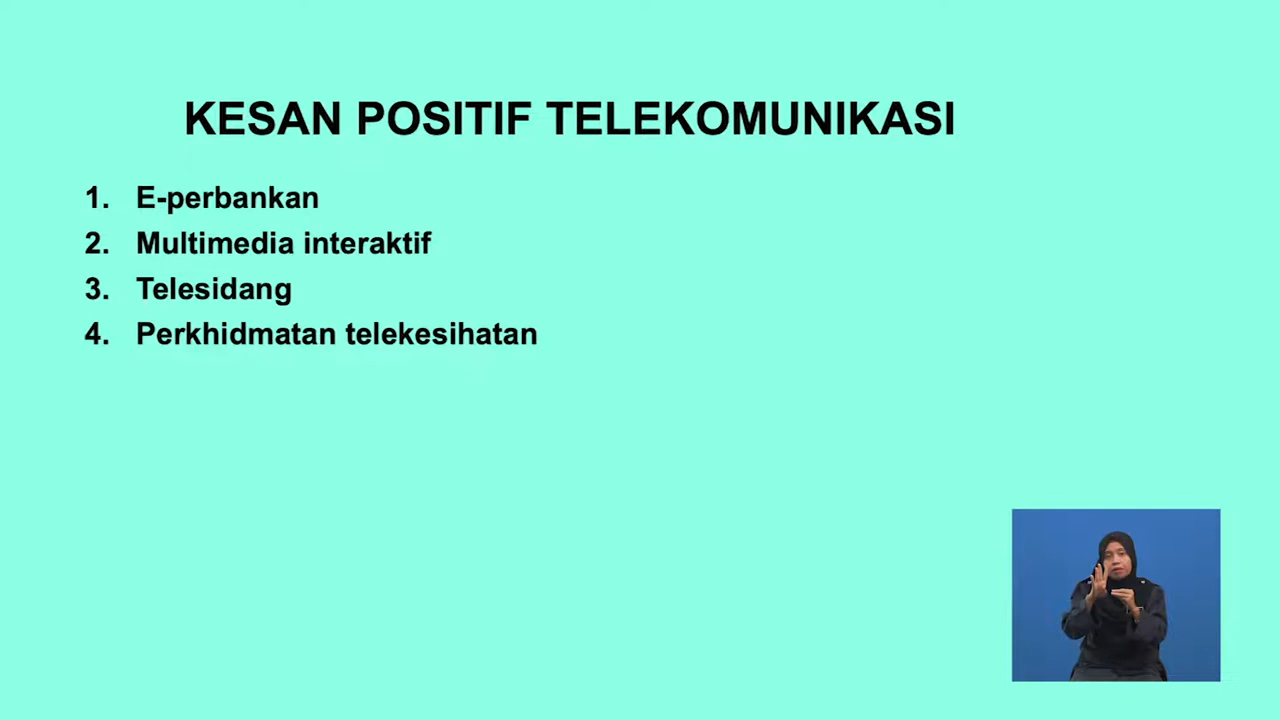 KESAN POSITIF TELEKOMUNIKASI
1. E-perbankan
2. Multimedia interaktif
3. Telesidang
4. Perkhidmatan telekesihatan